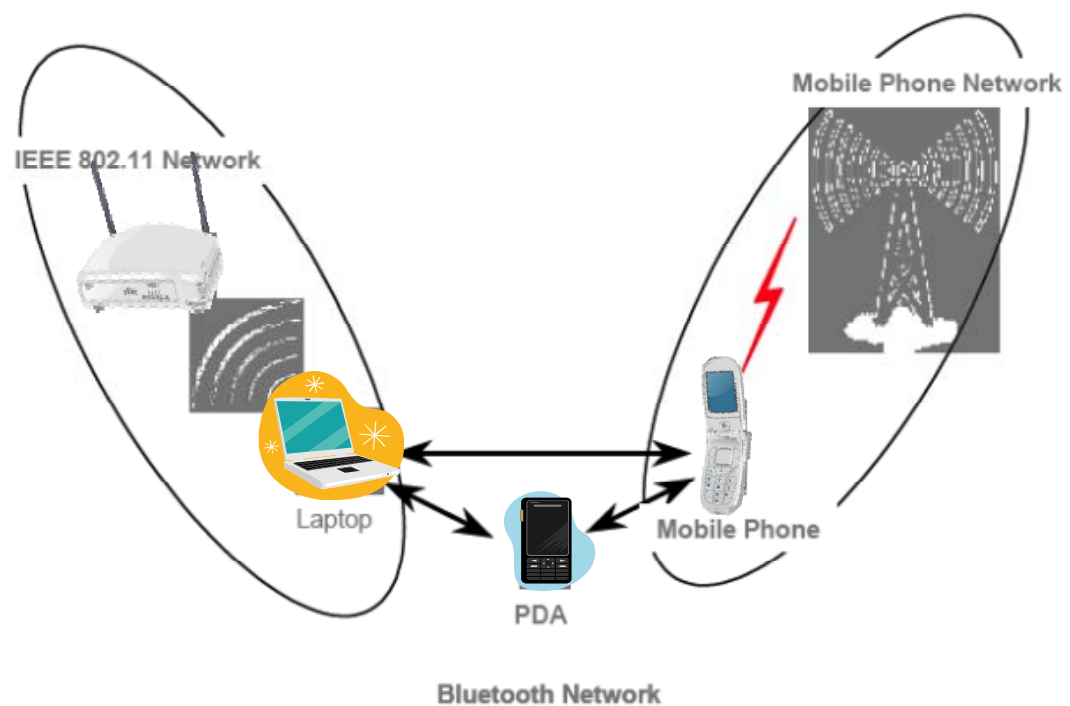 Mobile Phone Network
IEEE 802.11 Network
Laptop
Mobile Phone
PDA
Bluetooth Network